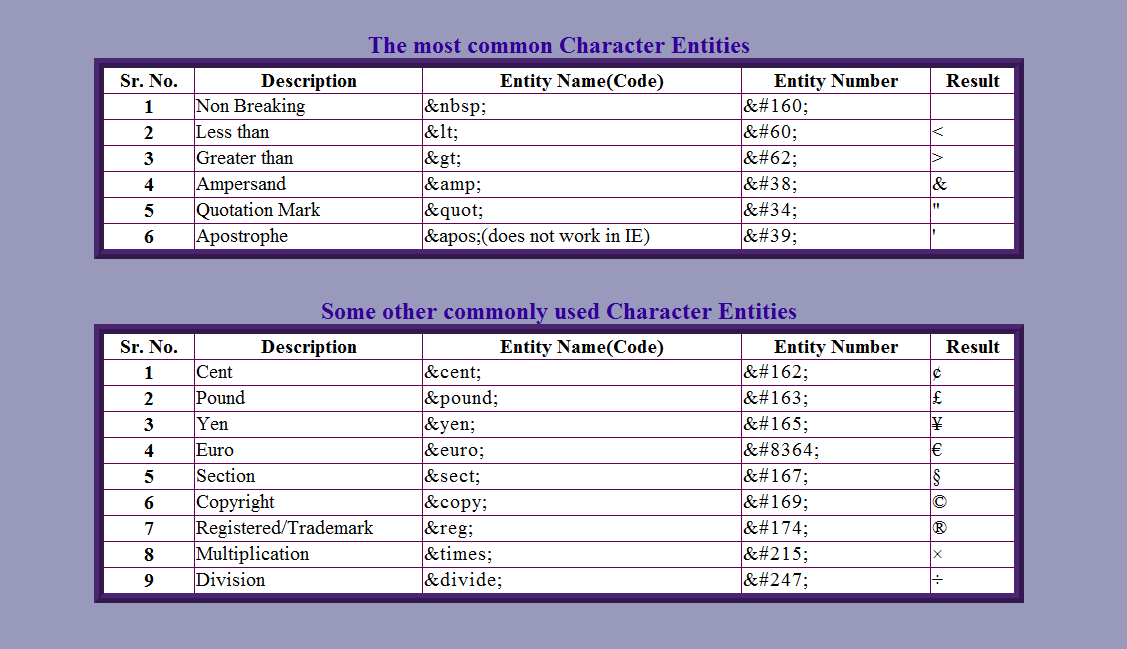 The most common Character Entities
Sr. No. Description Entity Name(Code) Entity Number Result
1 Non Breaking &nbsp; &#160;
2 Less than &lt; &#60; <
3 Greater than &gt; &#62; >
4 Ampersand &amp; &#38; &
5 Quotation Mark &quot; &#34; "
6 Apostrophe &apos;(does not work in IE) &#39; '
Some other commonly used Character Entities
Sr. No. Description Entity Name(Code) Entity Number Result
1 Cent &cent; &#162; ¢
2 Pound &pound; &#163; £
3 Yen &yen; &#165; ¥
4 Euro &euro; &#8364; €
5 Section &sect; &#167; §
6 Copyright &copy; &#169; ©
7 Registered/Trademark &reg; &#174; ®
8 Multiplication &times; &#215; ×
9 Division &divide; &#247; ÷